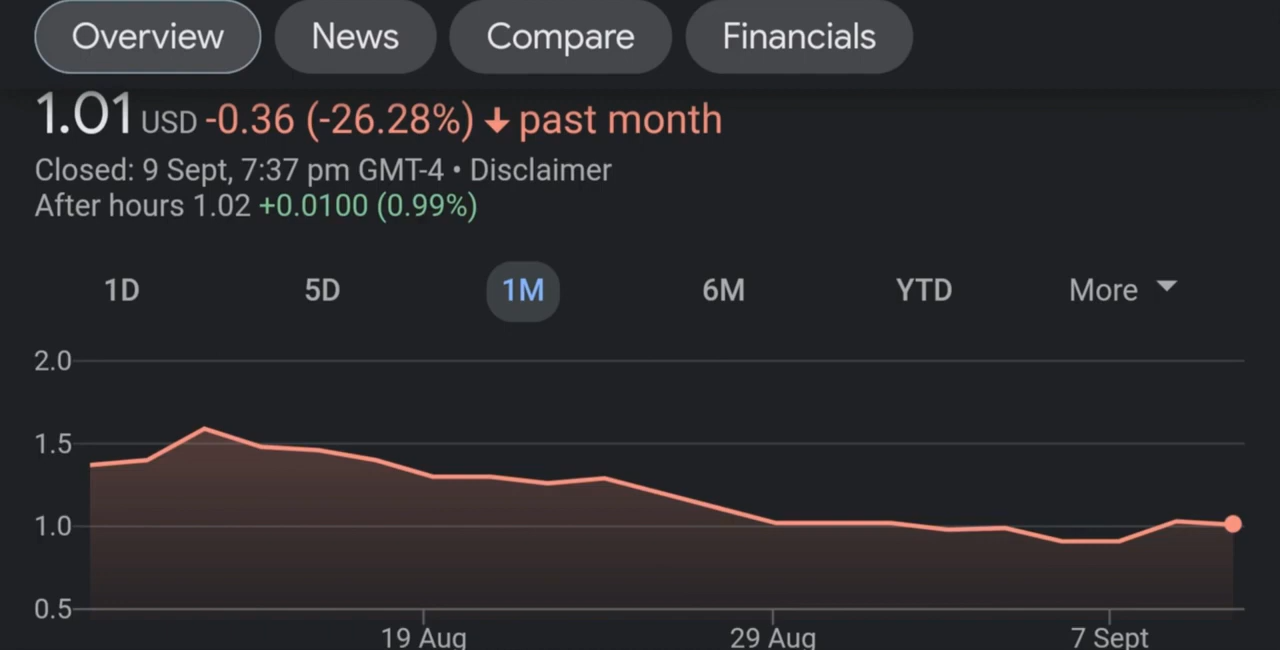 Overview News Compare Financials
1.01 USD -0.36 (-26.28%) ↓ past month
Closed: 9 Sept, 7:37 pm GMT-4 • Disclaimer
After hours 1.02 +0.0100 (0.99%)
1D 5D 1M 6M YTD More
2.0
1.5
1.0
0.5
19 Aug 29 Aug 7 Sept